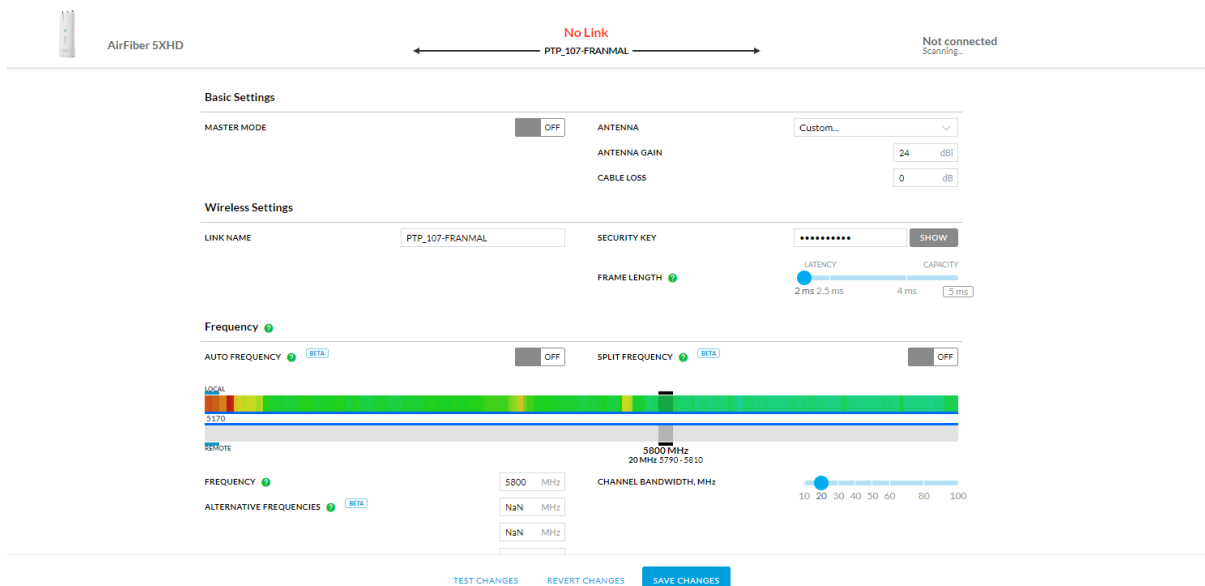 No Link
AirFiber 5XHD
PTP_107-FRANMAL
Not connected
Scanning...
Basic Settings
MASTER MODE
OFF
ANTENNA
Custom...
ANTENNA GAIN
24 dBi
CABLE LOSS
0 dB
Wireless Settings
LINK NAME
PTP_107-FRANMAL
SECURITY KEY
••••••••••
SHOW
LATENCY
CAPACITY
FRAME LENGTH ?
2 ms 2.5 ms 4 ms 5 ms
Frequency ?
AUTO FREQUENCY ? BETA
OFF
SPLIT FREQUENCY ? BETA
OFF
LOCAL
5170
REMOTE
5800 MHz
20 MHz 5790 - 5810
FREQUENCY ?
5800 MHz
CHANNEL BANDWIDTH, MHz
10 20 30 40 50 60 80 100
ALTERNATIVE FREQUENCIES ? BETA
NaN MHz
NaN MHz
TEST CHANGES
REVERT CHANGES
SAVE CHANGES